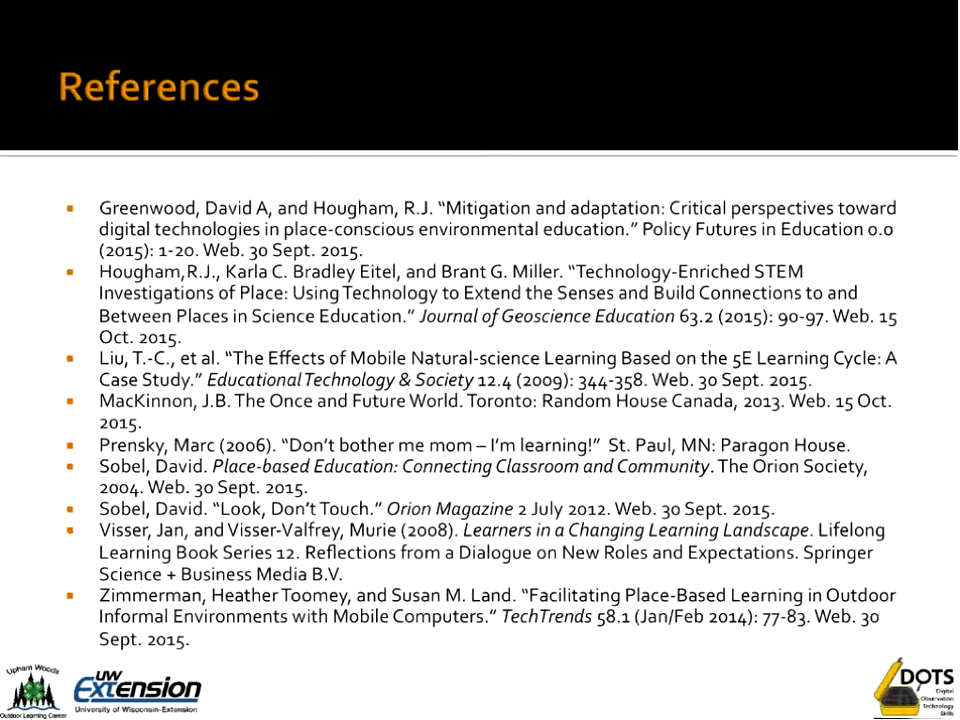 References
Greenwood, David A, and Hougham, R.J. “Mitigation and adaptation: Critical perspectives toward
digital technologies in place-conscious environmental education.” Policy Futures in Education 0.0
(2015): 1-20. Web. 30 Sept. 2015.
Hougham,R.J., Karla C. Bradley Eitel, and Brant G. Miller. “Technology-Enriched STEM
Investigations of Place: Using Technology to Extend the Senses and Build Connections to and
Between Places in Science Education.” Journal of Geoscience Education 63.2 (2015): 90-97. Web. 15
Oct. 2015.
Liu, T.-C., et al. “The Effects of Mobile Natural-science Learning Based on the 5E Learning Cycle: A
Case Study.” Educational Technology & Society 12.4 (2009): 344-358. Web. 30 Sept. 2015.
MacKinnon, J.B. The Once and Future World. Toronto: Random House Canada, 2013. Web. 15 Oct.
2015.
Prensky, Marc (2006). “Don’t bother me mom – I’m learning!” St. Paul, MN: Paragon House.
Sobel, David. Place-based Education: Connecting Classroom and Community. The Orion Society,
2004. Web. 30 Sept. 2015.
Sobel, David. “Look, Don’t Touch.” Orion Magazine 2 July 2012. Web. 30 Sept. 2015.
Visser, Jan, and Visser-Valfrey, Murie (2008). Learners in a Changing Learning Landscape. Lifelong
Learning Book Series 12. Reflections from a Dialogue on New Roles and Expectations. Springer
Science + Business Media B.V.
Zimmerman, Heather Toomey, and Susan M. Land. “Facilitating Place-Based Learning in Outdoor
Informal Environments with Mobile Computers.” TechTrends 58.1 (Jan/Feb 2014): 77-83. Web. 30
Sept. 2015.
Upham Woods
Outdoor Learning Center
UW
Extension
University of Wisconsin-Extension
DOTS
Digital
Observation
Technology
Skills